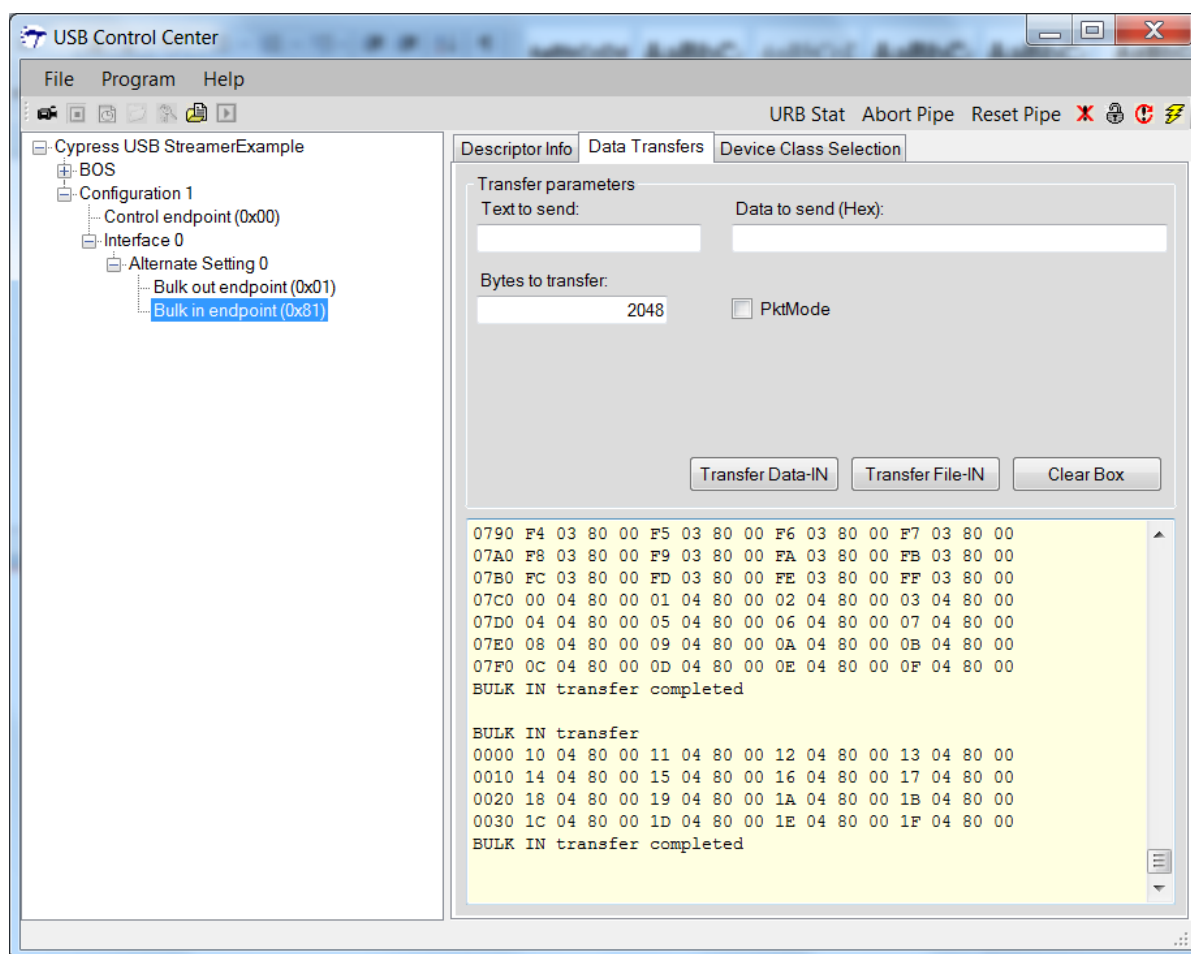 USB Control Center
File Program Help
URB Stat Abort Pipe Reset Pipe
Cypress USB StreamerExample
BOS
Configuration 1
Control endpoint (0x00)
Interface 0
Alternate Setting 0
Bulk out endpoint (0x01)
Bulk in endpoint (0x81)
Descriptor Info Data Transfers Device Class Selection
Transfer parameters
Text to send: Data to send (Hex):
Bytes to transfer:
2048 PktMode
Transfer Data-IN Transfer File-IN Clear Box
0790 F4 03 80 00 F5 03 80 00 F6 03 80 00 F7 03 80 00
07A0 F8 03 80 00 F9 03 80 00 FA 03 80 00 FB 03 80 00
07B0 FC 03 80 00 FD 03 80 00 FE 03 80 00 FF 03 80 00
07C0 00 04 80 00 01 04 80 00 02 04 80 00 03 04 80 00
07D0 04 04 80 00 05 04 80 00 06 04 80 00 07 04 80 00
07E0 08 04 80 00 09 04 80 00 0A 04 80 00 0B 04 80 00
07F0 0C 04 80 00 0D 04 80 00 0E 04 80 00 0F 04 80 00
BULK IN transfer completed
BULK IN transfer
0000 10 04 80 00 11 04 80 00 12 04 80 00 13 04 80 00
0010 14 04 80 00 15 04 80 00 16 04 80 00 17 04 80 00
0020 18 04 80 00 19 04 80 00 1A 04 80 00 1B 04 80 00
0030 1C 04 80 00 1D 04 80 00 1E 04 80 00 1F 04 80 00
BULK IN transfer completed